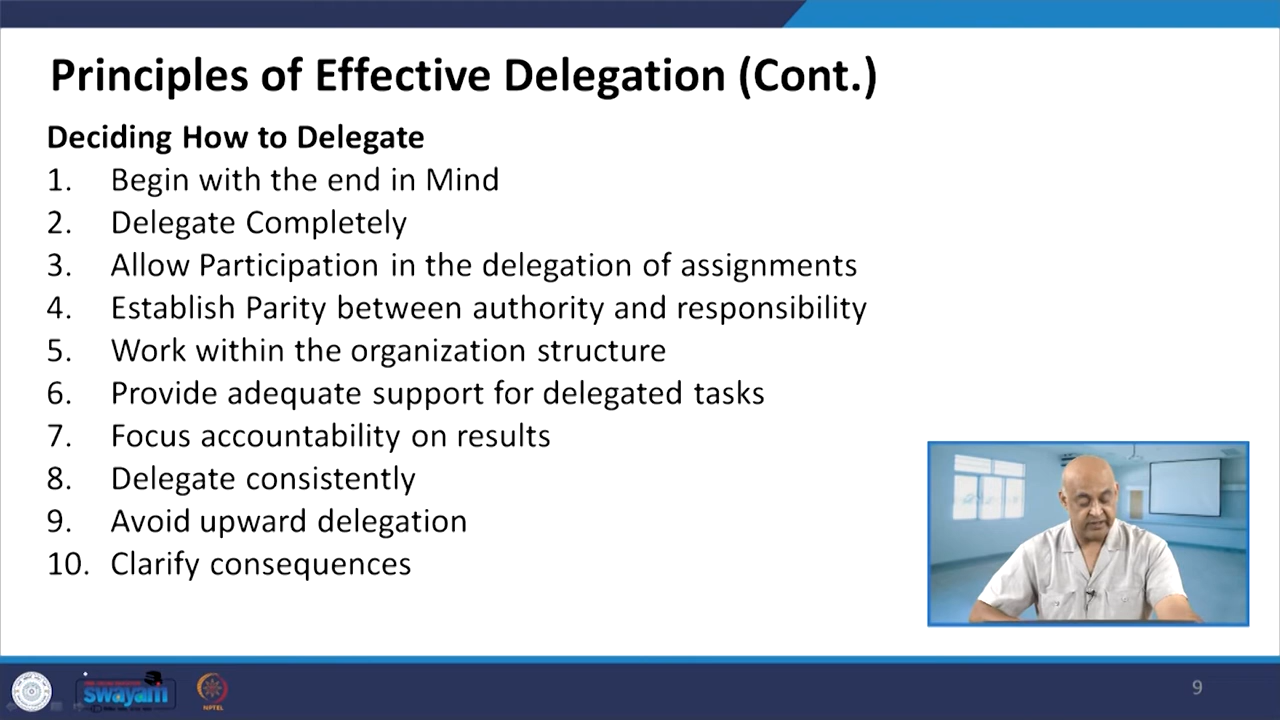 Principles of Effective Delegation (Cont.)
Deciding How to Delegate
1. Begin with the end in Mind
2. Delegate Completely
3. Allow Participation in the delegation of assignments
4. Establish Parity between authority and responsibility
5. Work within the organization structure
6. Provide adequate support for delegated tasks
7. Focus accountability on results
8. Delegate consistently
9. Avoid upward delegation
10. Clarify consequences
swayam
NPTEL
9